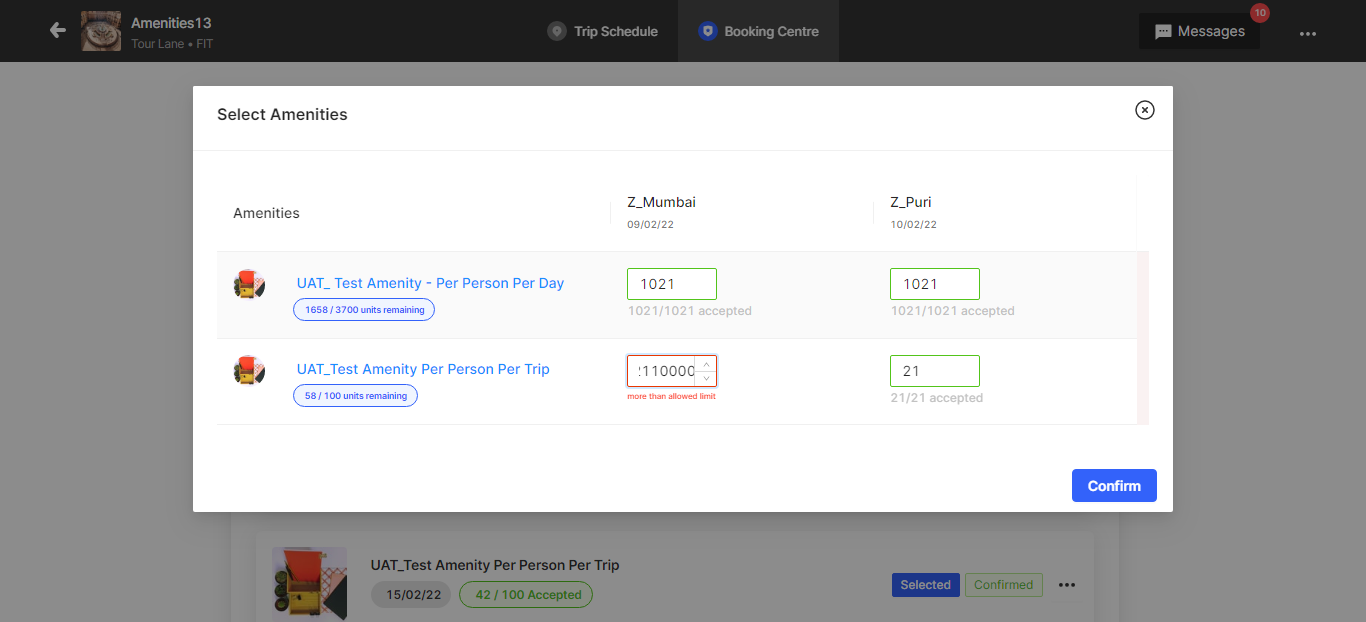 Amenities13
Tour Lane • FIT
Trip Schedule
Booking Centre
Messages
10
Select Amenities
Amenities
Z_Mumbai
09/02/22
Z_Puri
10/02/22
UAT_ Test Amenity - Per Person Per Day
1658 / 3700 units remaining
1021
1021/1021 accepted
1021
1021/1021 accepted
UAT_Test Amenity Per Person Per Trip
58 / 100 units remaining
2110000
more than allowed limit
21
21/21 accepted
Confirm
UAT_Test Amenity Per Person Per Trip
15/02/22
42 / 100 Accepted
Selected
Confirmed